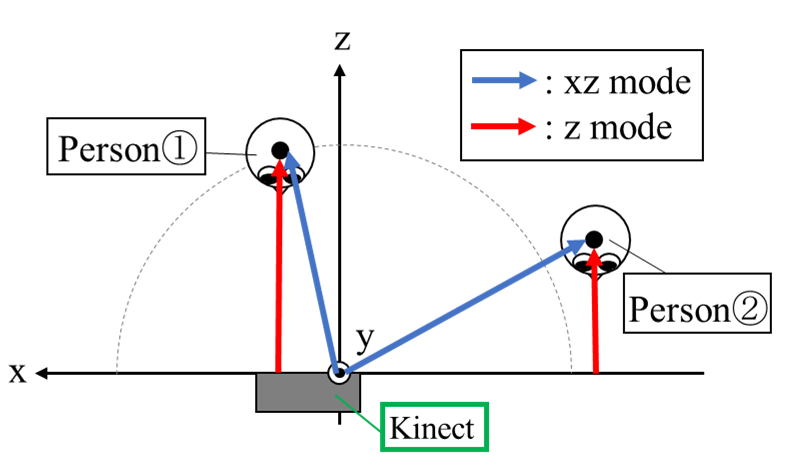 z
: xz mode
: z mode
Person①
Person②
y
x
Kinect